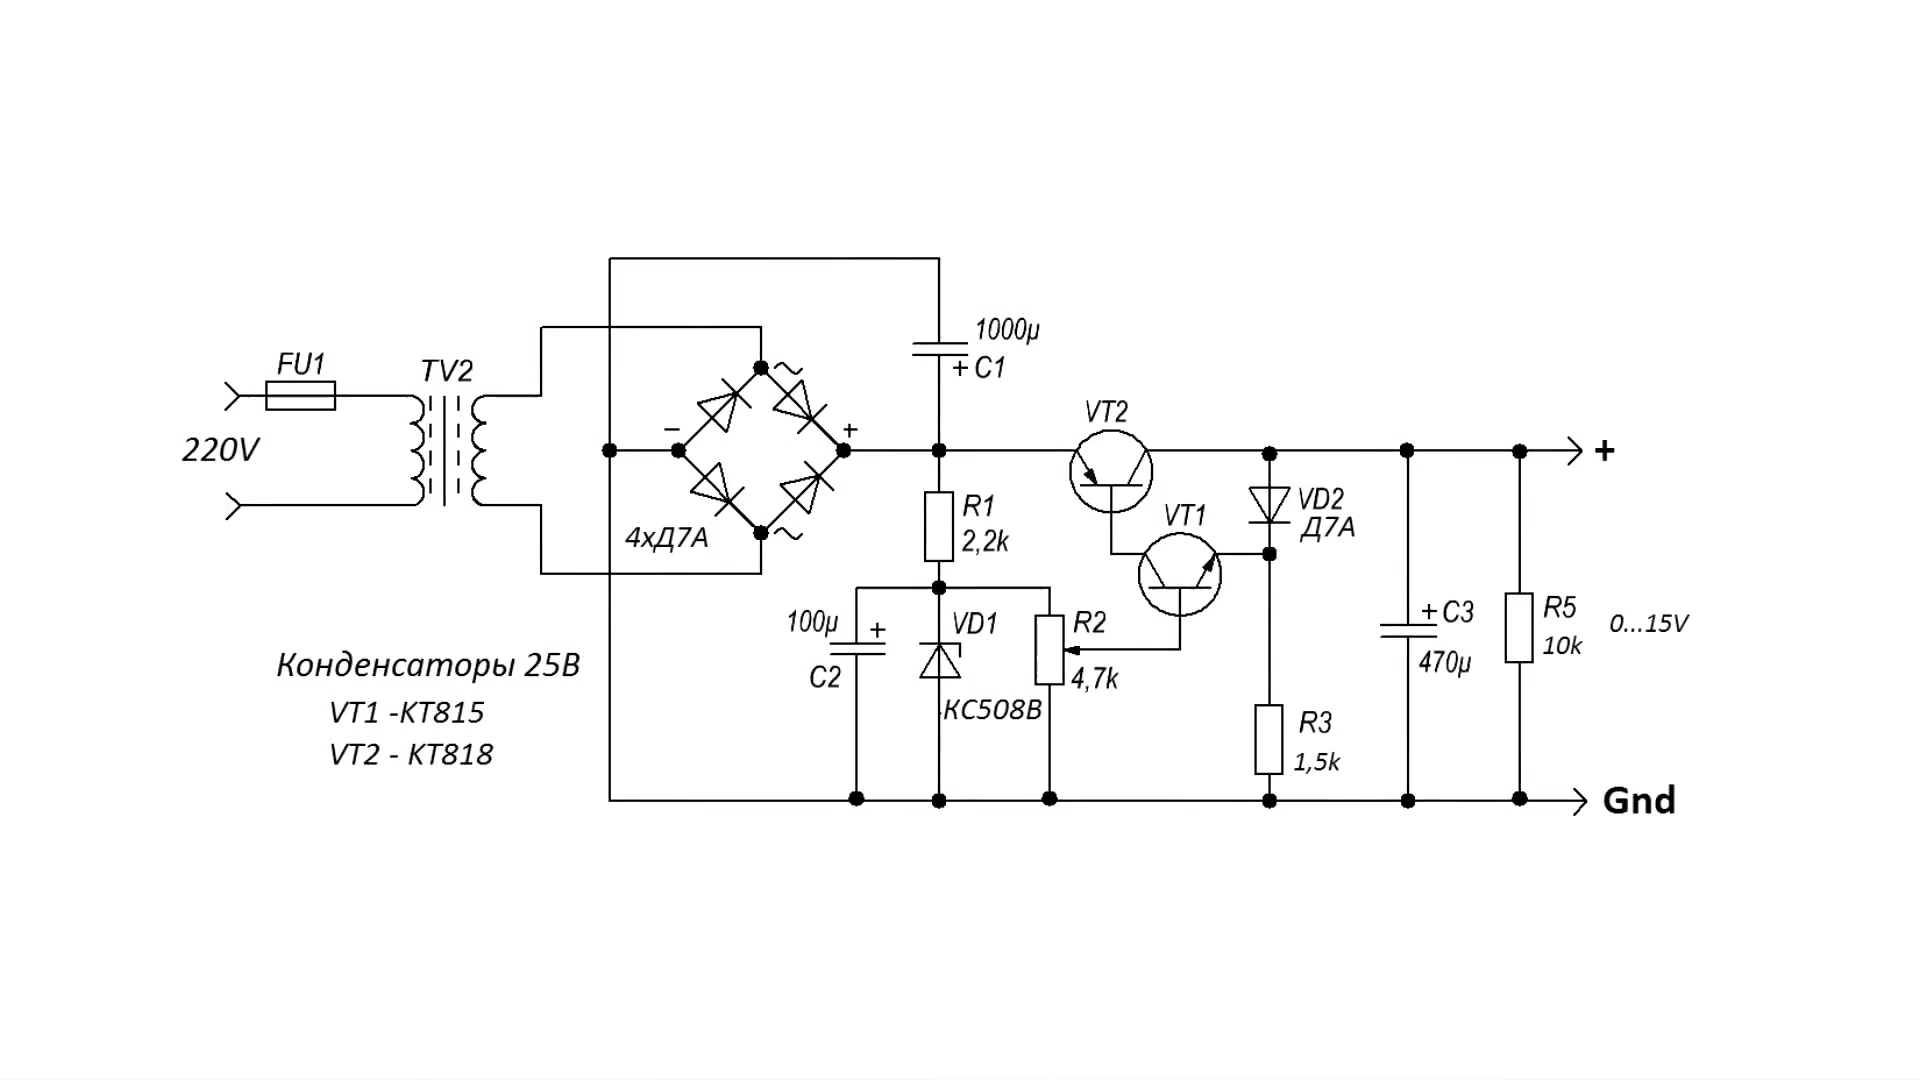 1000µ
+ C1
FU1
TV2
220V
~
− +
~
4хД7А
VT2
+
R1
2,2k
VT1
VD2
Д7А
100µ +
C2
VD1
КС508В
R2
4,7k
+ C3
470µ
R5
10k
0...15V
Конденсаторы 25В
VT1 -КТ815
VT2 - КТ818
R3
1,5k
Gnd